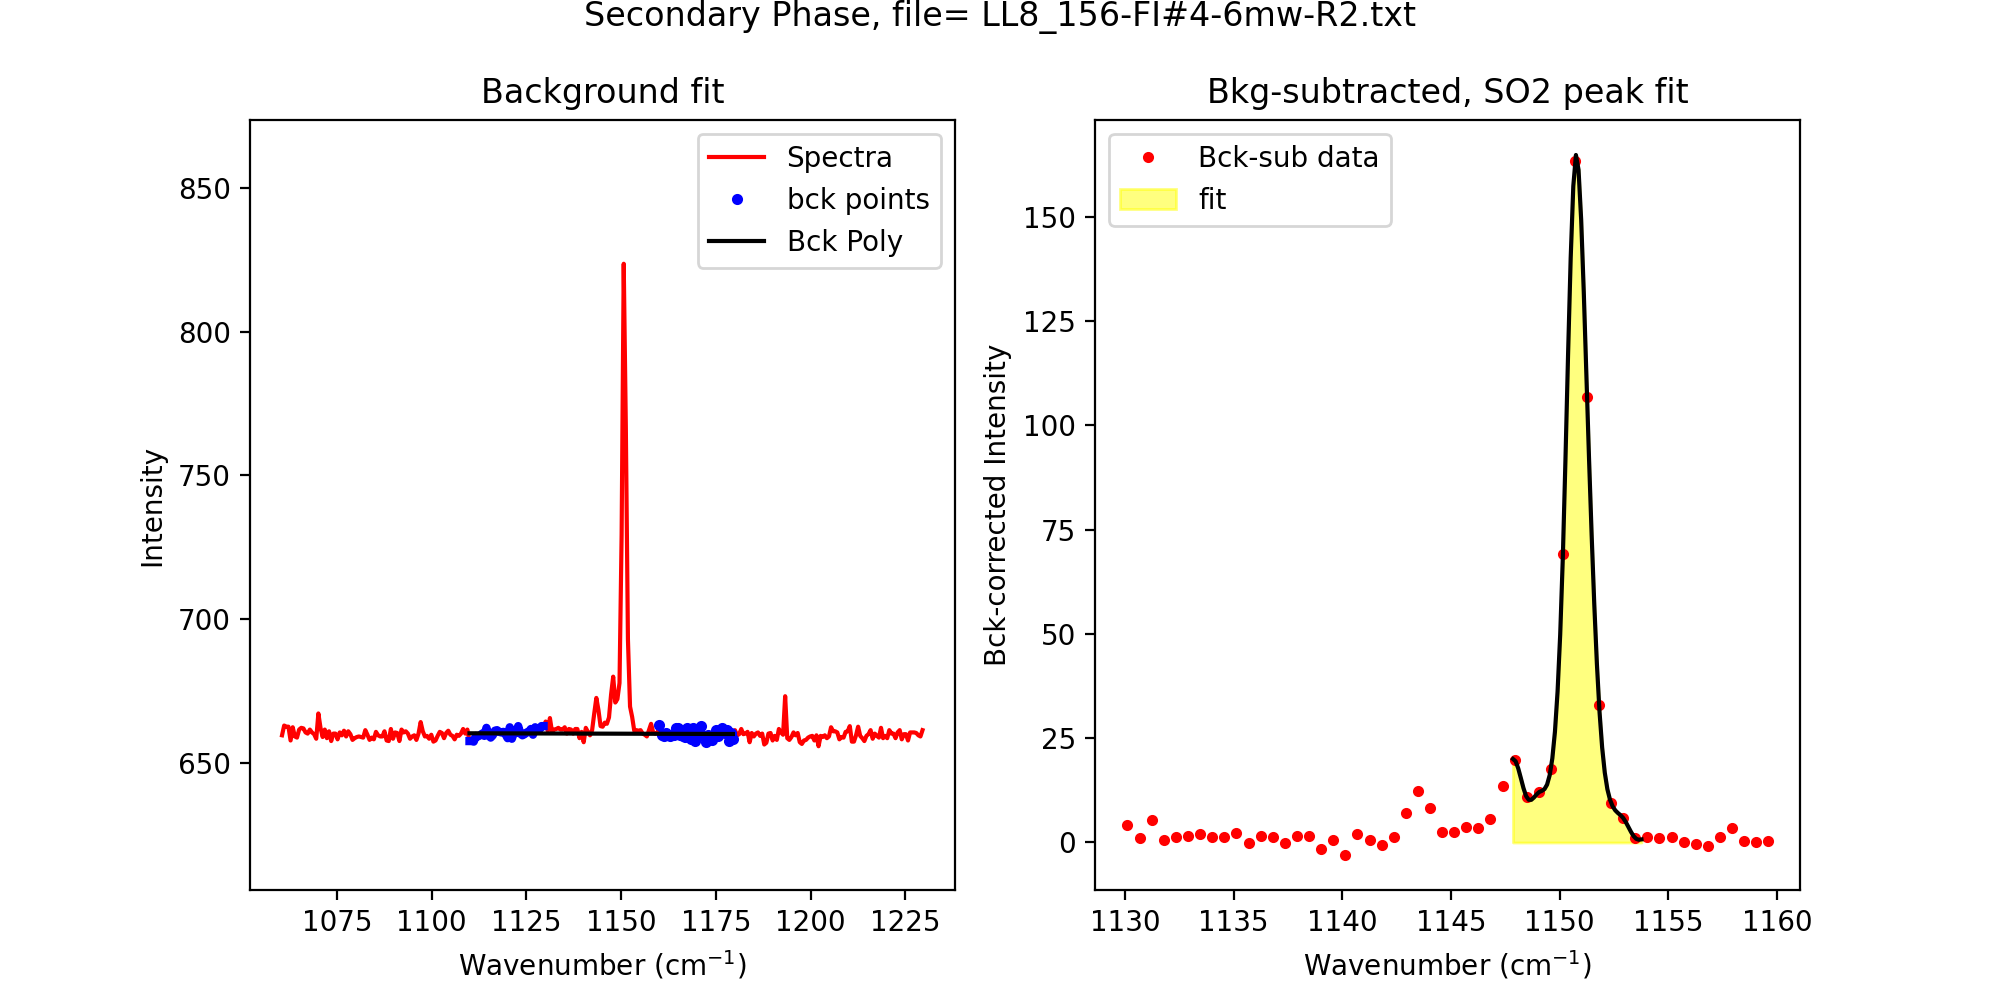 Secondary Phase, file= LL8_156-FI#4-6mw-R2.txt
Background fit
Spectra
bck points
Bck Poly
850
800
750
700
650
Intensity
1075 1100 1125 1150 1175 1200 1225
Wavenumber (cm⁻¹)
Bkg-subtracted, SO2 peak fit
Bck-sub data
fit
150
125
100
75
50
25
0
Bck-corrected Intensity
1130 1135 1140 1145 1150 1155 1160
Wavenumber (cm⁻¹)